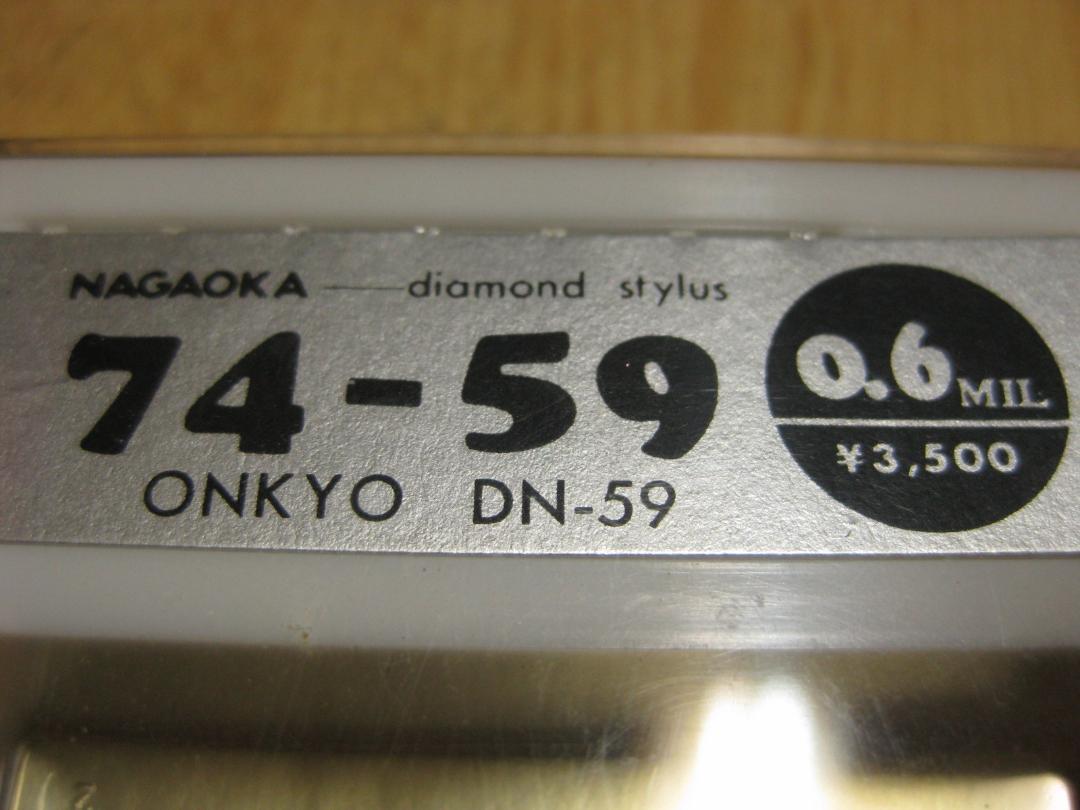 NAGAOKA — diamond stylus
74-59
ONKYO DN-59
0.6 MIL
¥3,500